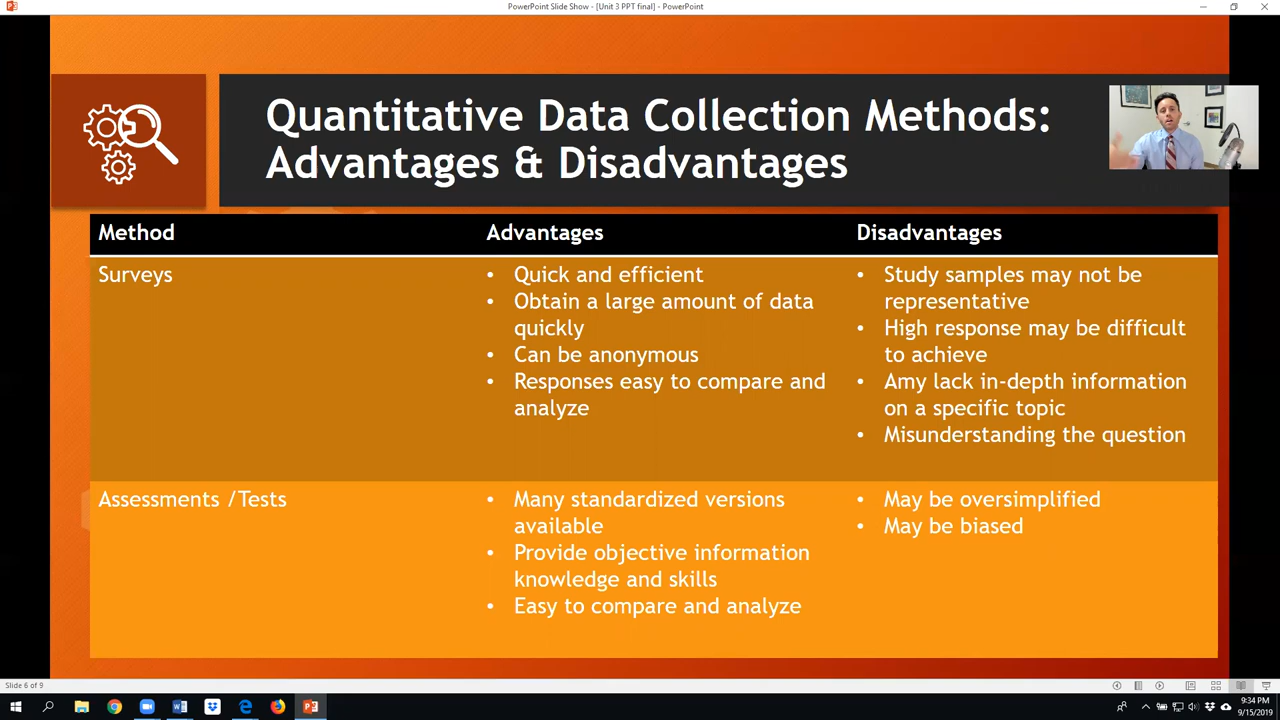 PowerPoint Slide Show - [Unit 3 PPT final] - PowerPoint
Quantitative Data Collection Methods:
Advantages & Disadvantages
Method
Advantages
Disadvantages
Surveys
• Quick and efficient
• Obtain a large amount of data
quickly
• Can be anonymous
• Responses easy to compare and
analyze
• Study samples may not be
representative
• High response may be difficult
to achieve
• Amy lack in-depth information
on a specific topic
• Misunderstanding the question
Assessments /Tests
• Many standardized versions
available
• Provide objective information
knowledge and skills
• Easy to compare and analyze
• May be oversimplified
• May be biased
Slide 6 of 9
9:34 PM
9/15/2019